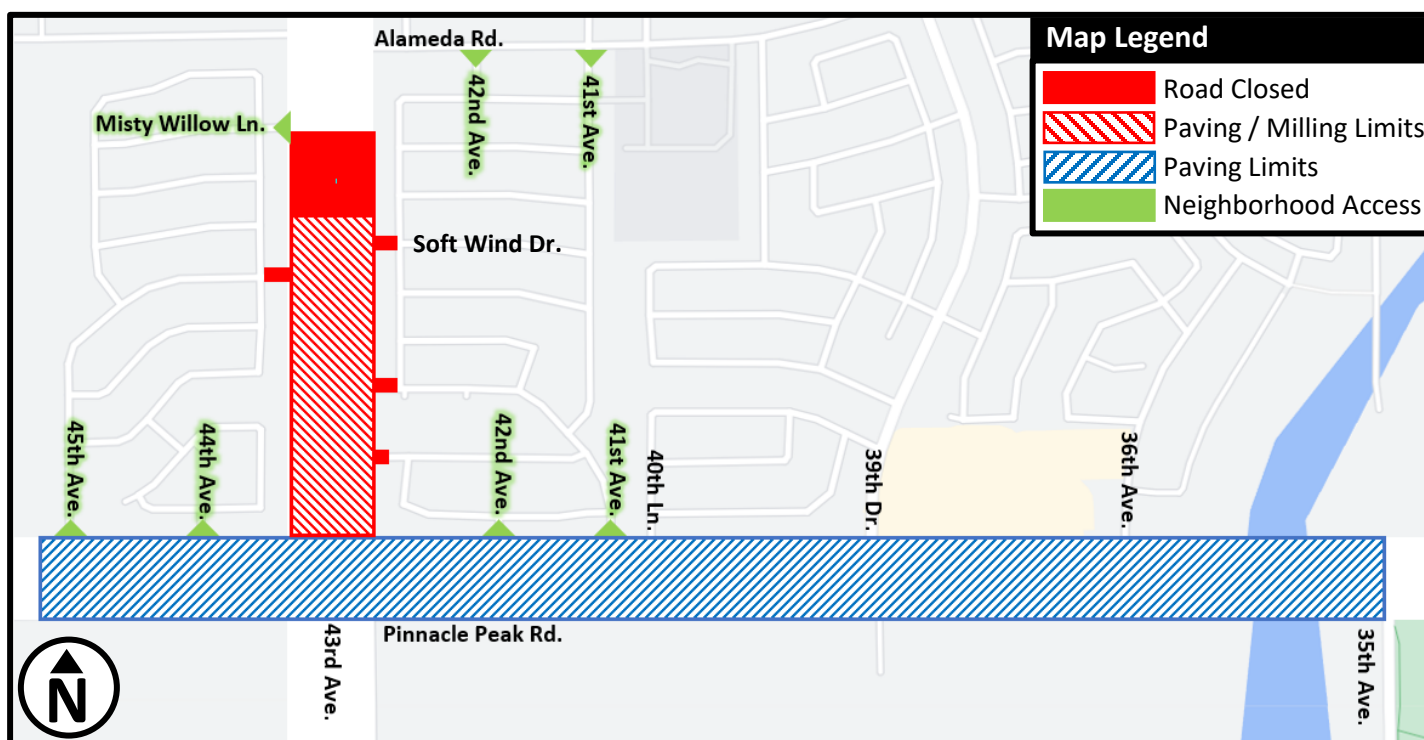 Alameda Rd.
Map Legend
Road Closed
Paving / Milling Limits
Paving Limits
Neighborhood Access
42nd Ave.
41st Ave.
Misty Willow Ln.
Soft Wind Dr.
45th Ave.
44th Ave.
42nd Ave.
41st Ave.
40th Ln.
39th Dr.
36th Ave.
Pinnacle Peak Rd.
43rd Ave.
35th Ave.
N